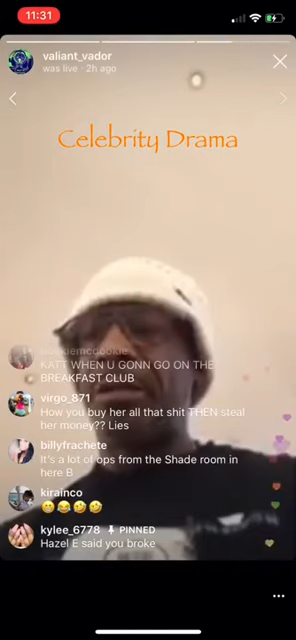 11:31
valiant_vador
was live · 2h ago
Celebrity Drama
KATT WHEN U GONN GO ON THE
BREAKFAST CLUB
virgo_871
How you buy her all that shit THEN steal
her money?? Lies
billyfrachete
It's a lot of ops from the Shade room in
here B
kirainco
😬😂🤣🤣
kylee_6778 📌 PINNED
Hazel E said you broke